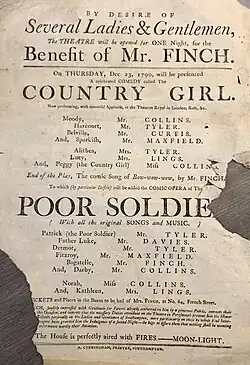 BY DESIRE OF
Several Ladies & Gentlemen,
The THEATRE will be opened for ONE Night, for the
Benefit of Mr. FINCH.
On THURSDAY, Dec. 23, 1790, will be presented
A celebrated COMEDY called The
COUNTRY GIRL.
Now performing, with universal Applause, at the Theatres Royal in London, Bath, &c.
Moody, Mr. COLLINS.
Harcourt, Mr. TYLER.
Belville, Mr. CURTIS.
And, Sparkish, Mr. MAXFIELD.
Alithea, Mrs. TYLER.
Lucy, Mrs. LINGS.
And, Peggy (the Country Girl) Miss COLLINS.
End of the Play, The comic Song of Bow-wow-wow, by Mr. FINCH.
To which (by particular Desire) will be added the COMIC OPERA of The
POOR SOLDIE
(With all the original SONGS and MUSIC.)
Patrick (the Poor Soldier) Mr. TYLER.
Father Luke, Mr. DAVIES.
Dermot, Mr. TYLER.
Fitzroy, Mr. MAXFIELD.
Bagatelle, Mr. FINCH.
And, Darby, Mr. COLLINS.
Norah, Miss COLLINS.
And, Kathleen, Mrs. LINGS.
TICKETS and Places in the Boxes to be had of Mrs. FINCH, at No. 64, French Street.
The House is perfectly aired with FIRES—MOON-LIGHT.
A. CUNNINGHAM, PRINTER, SOUTHAMPTON.